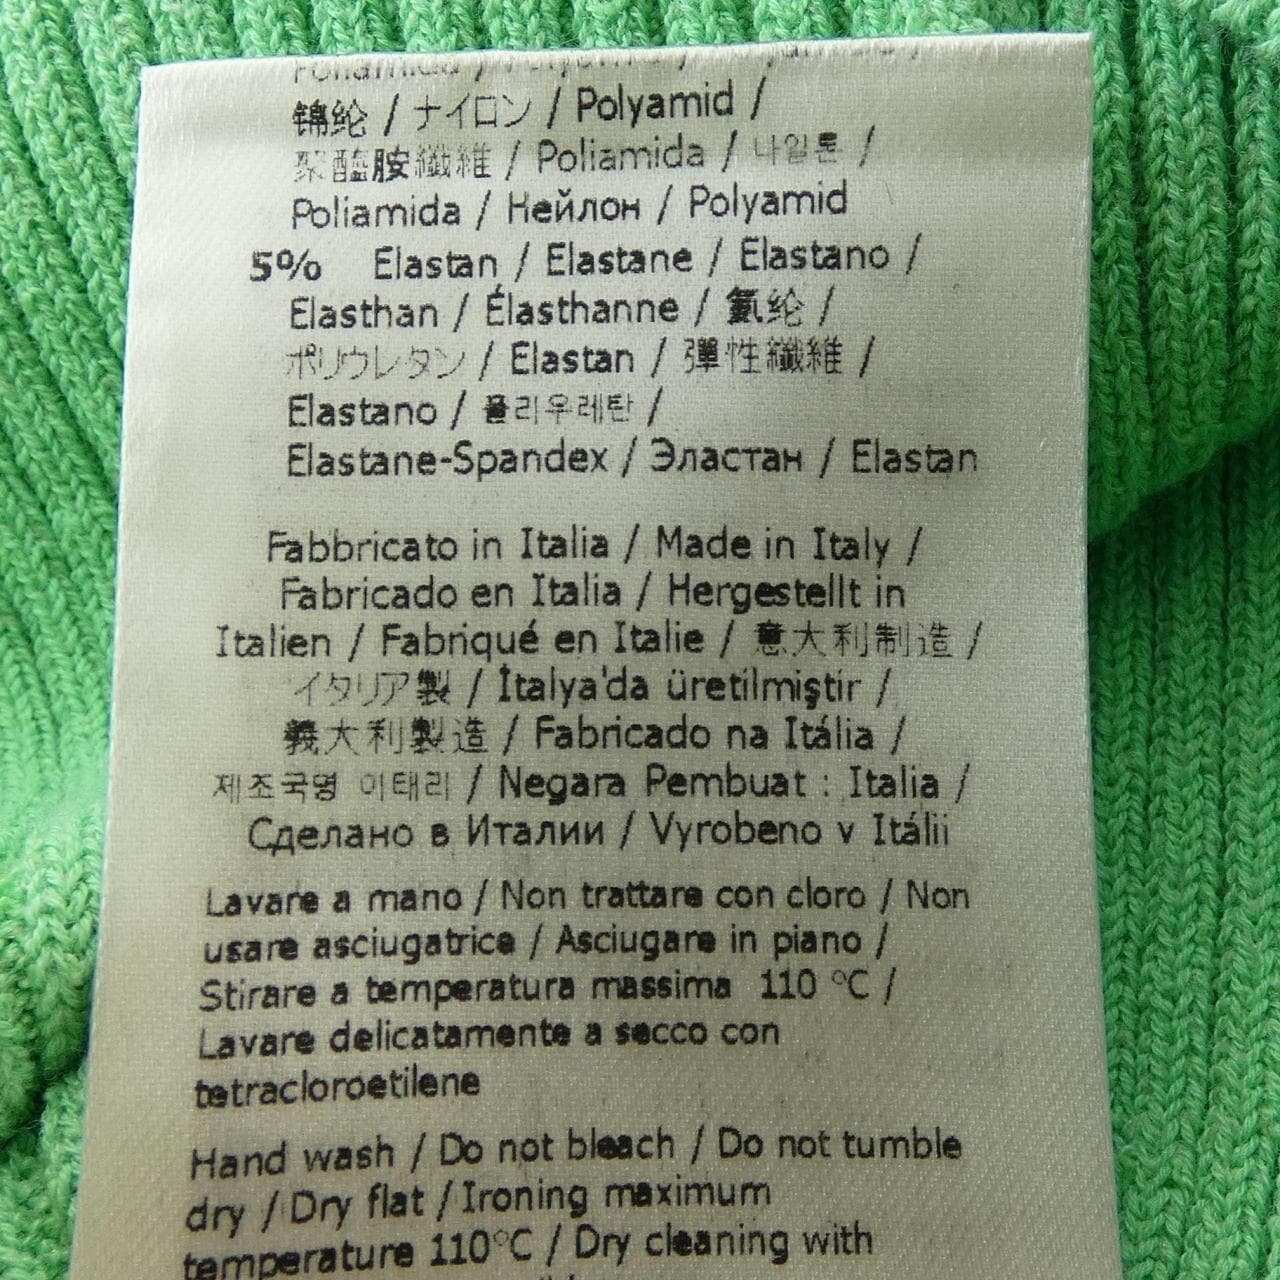 锦纶 / ナイロン / Polyamid /
聚醯胺纖維 / Poliamida / 나일론 /
Poliamida / Нейлон / Polyamid
5% Elastan / Elastane / Elastano /
Elasthan / Élasthanne / 氨纶 /
ポリウレタン / Elastan / 彈性纖維 /
Elastano / 폴리우레탄 /
Elastane-Spandex / Эластан / Elastan
Fabbricato in Italia / Made in Italy /
Fabricado en Italia / Hergestellt in
Italien / Fabriqué en Italie / 意大利制造 /
イタリア製 / İtalya'da üretilmiştir /
義大利製造 / Fabricado na Itália /
제조국명 이태리 / Negara Pembuat : Italia /
Сделано в Италии / Vyrobeno v Itálii
Lavare a mano / Non trattare con cloro / Non
usare asciugatrice / Asciugare in piano /
Stirare a temperatura massima 110 °C /
Lavare delicatamente a secco con
tetracloroetilene
Hand wash / Do not bleach / Do not tumble
dry / Dry flat / Ironing maximum
temperature 110°C / Dry cleaning with